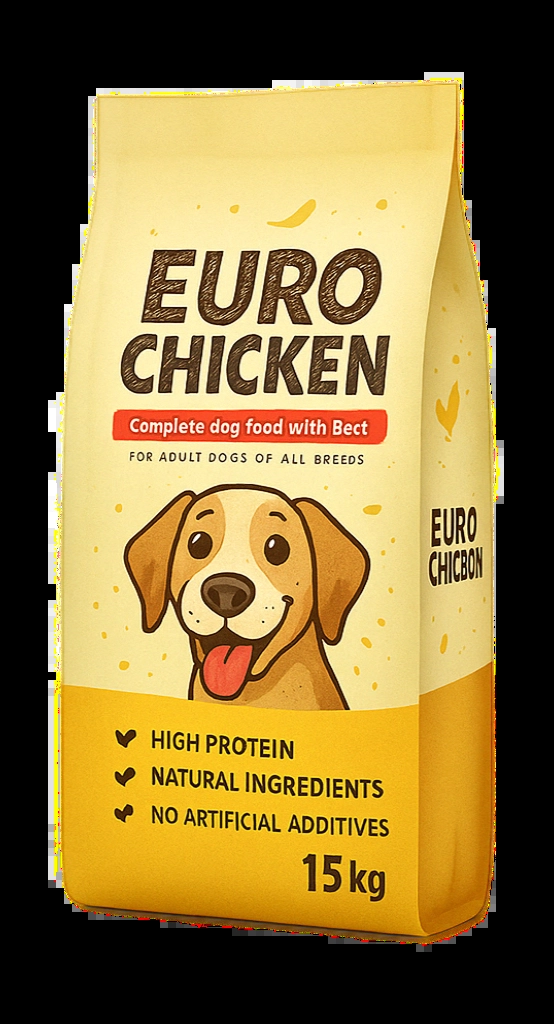 EURO
CHICKEN
Complete dog food with Bect
FOR ADULT DOGS OF ALL BREEDS
HIGH PROTEIN
NATURAL INGREDIENTS
NO ARTIFICIAL ADDITIVES
15 kg
EURO
CHICBON